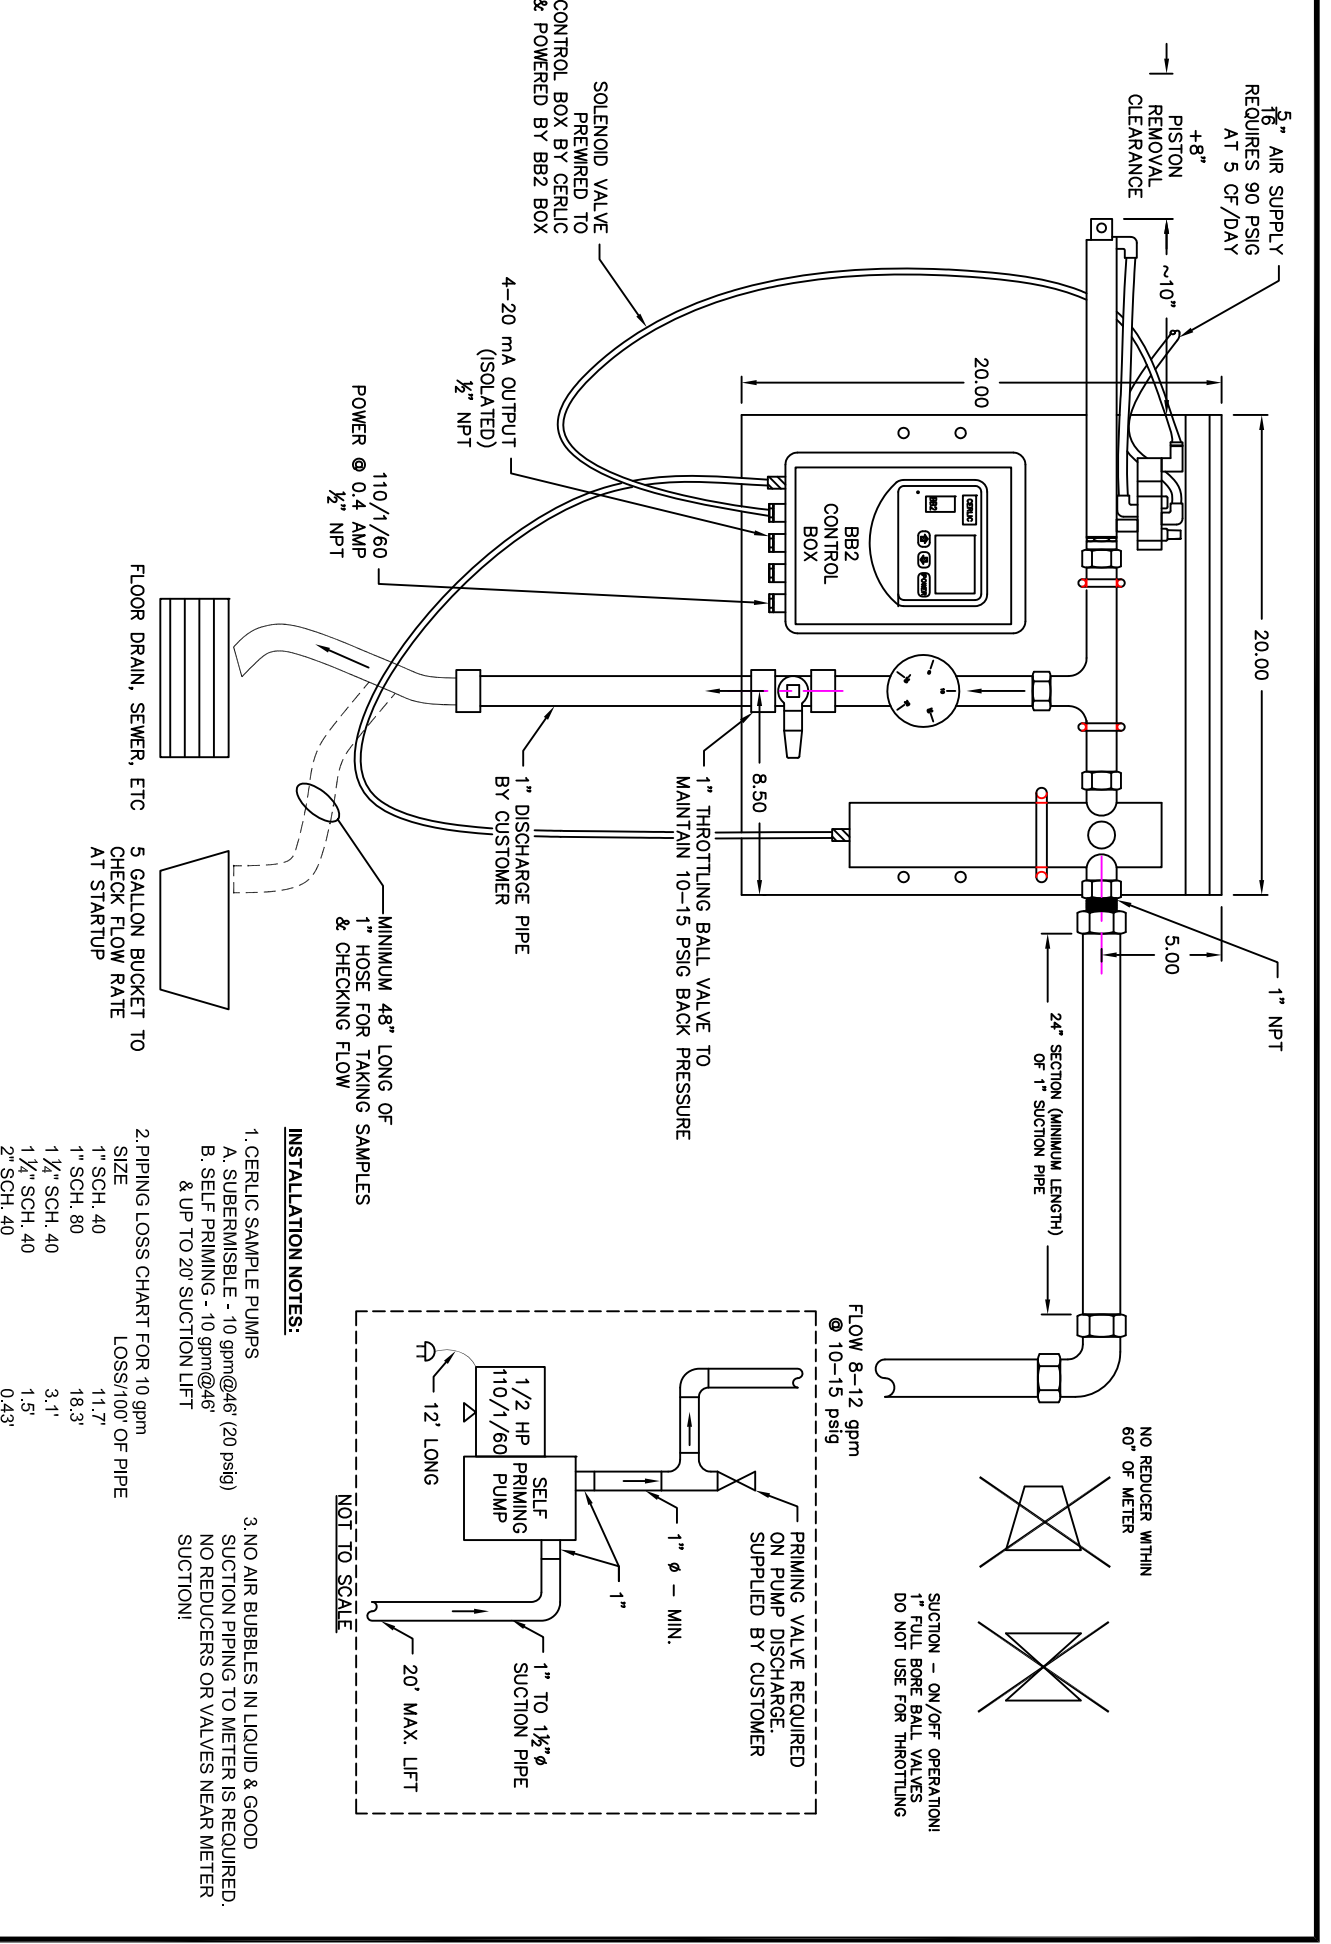 5/16" AIR SUPPLY
REQUIRES 90 PSIG
AT 5 CF/DAY
+8"
PISTON
REMOVAL
CLEARANCE
~10"
20.00
20.00
SOLENOID VALVE
PREWIRED TO
CONTROL BOX BY CERLIC
& POWERED BY BB2 BOX
4-20 mA OUTPUT
(ISOLATED)
½" NPT
110/1/60
POWER @ 0.4 AMP
½" NPT
CERLIC
BB2
POWER
BB2
CONTROL
BOX
8.50
5.00
1" NPT
24" SECTION (MINIMUM LENGTH)
OF 1" SUCTION PIPE
1" THROTTLING BALL VALVE TO
MAINTAIN 10-15 PSIG BACK PRESSURE
1" DISCHARGE PIPE
BY CUSTOMER
MINIMUM 48" LONG OF
1" HOSE FOR TAKING SAMPLES
& CHECKING FLOW
FLOOR DRAIN, SEWER, ETC
5 GALLON BUCKET TO
CHECK FLOW RATE
AT STARTUP
NO REDUCER WITHIN
60" OF METER
SUCTION - ON/OFF OPERATION!
1" FULL BORE BALL VALVES
DO NOT USE FOR THROTTLING
FLOW 8-12 gpm
@ 10-15 psig
PRIMING VALVE REQUIRED
ON PUMP DISCHARGE.
SUPPLIED BY CUSTOMER
1" ø - MIN.
1"
1/2 HP
110/1/60
SELF
PRIMING
PUMP
12' LONG
1" TO 1½"ø
SUCTION PIPE
20' MAX. LIFT
NOT TO SCALE
INSTALLATION NOTES:
1. CERLIC SAMPLE PUMPS
A. SUBERMISBLE - 10 gpm@46' (20 psig)
B. SELF PRIMING - 10 gpm@46'
& UP TO 20' SUCTION LIFT
2. PIPING LOSS CHART FOR 10 gpm
SIZE LOSS/100' OF PIPE
1" SCH. 40 11.7'
1" SCH. 80 18.3'
1 ¼" SCH. 40 3.1'
1 ¼" SCH. 40 1.5'
2" SCH. 40 0.43'
3. NO AIR BUBBLES IN LIQUID & GOOD
SUCTION PIPING TO METER IS REQUIRED.
NO REDUCERS OR VALVES NEAR METER
SUCTION!